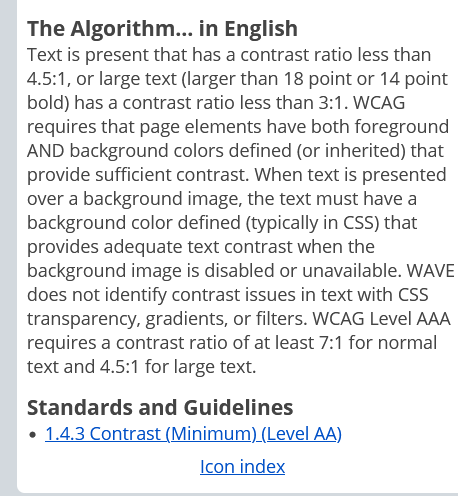 The Algorithm... in English
Text is present that has a contrast ratio less than
4.5:1, or large text (larger than 18 point or 14 point
bold) has a contrast ratio less than 3:1. WCAG
requires that page elements have both foreground
AND background colors defined (or inherited) that
provide sufficient contrast. When text is presented
over a background image, the text must have a
background color defined (typically in CSS) that
provides adequate text contrast when the
background image is disabled or unavailable. WAVE
does not identify contrast issues in text with CSS
transparency, gradients, or filters. WCAG Level AAA
requires a contrast ratio of at least 7:1 for normal
text and 4.5:1 for large text.
Standards and Guidelines
• 1.4.3 Contrast (Minimum) (Level AA)
Icon index